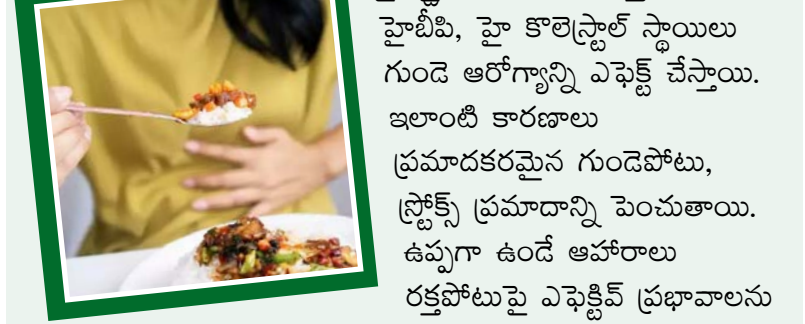 హైబీపి, హై కొలెస్ట్రాల్ స్థాయిలు
గుండె ఆరోగ్యాన్ని ఎఫెక్ట్ చేస్తాయి.
ఇలాంటి కారణాలు
ప్రమాదకరమైన గుండెపోటు,
స్ట్రోక్స్ ప్రమాదాన్ని పెంచుతాయి.
ఉప్పగా ఉండే ఆహారాలు
రక్తపోటుపై ఎఫెక్టివ్ ప్రభావాలను